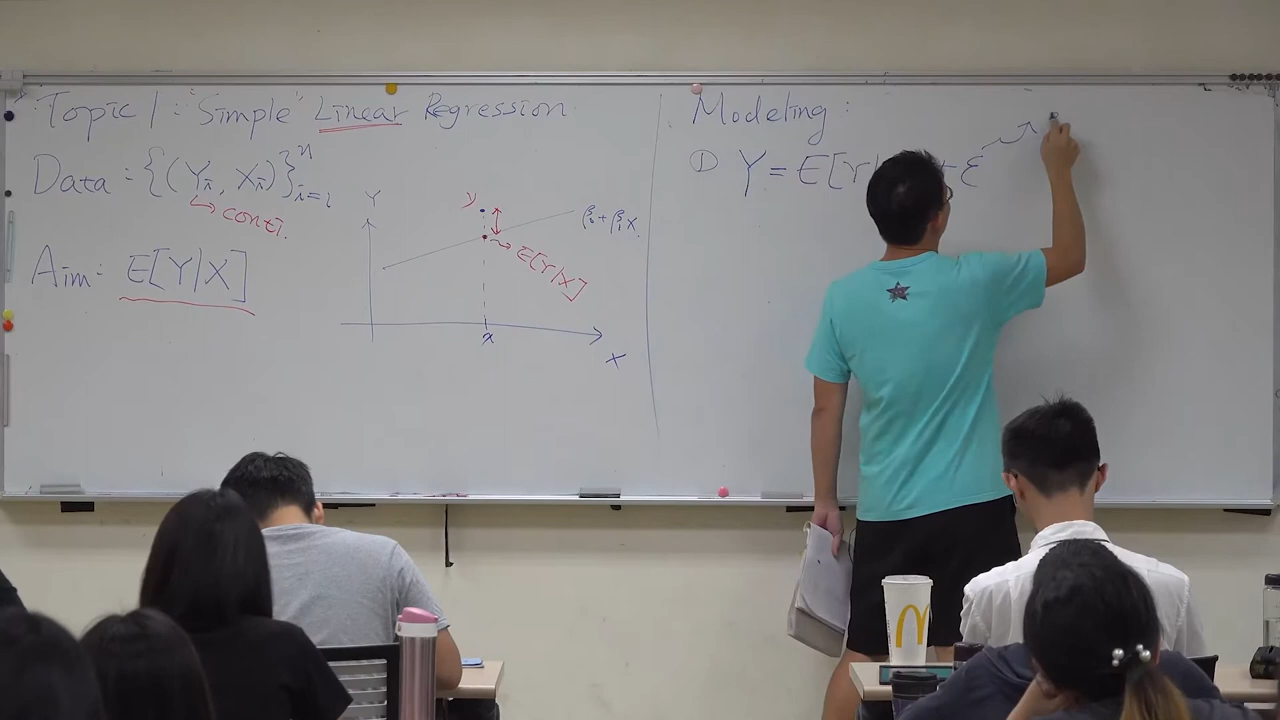 Topic 1: "Simple" Linear Regression
Data: {(Yi, Xi)}ⁿi=1
↳ conti.
Aim: E[Y|X]
Y
y
β0 + β1X
E[Y|X]
x
X
Modeling:
① Y = E[Y| + ε